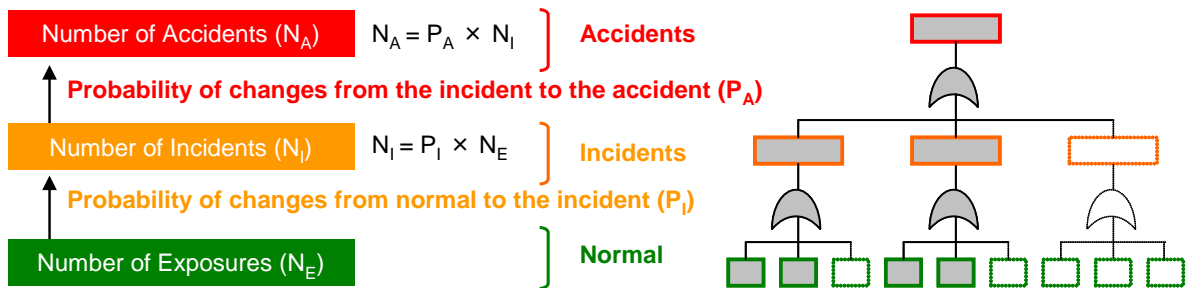 Number of Accidents (N_A) N_A = P_A × N_I Accidents
Probability of changes from the incident to the accident (P_A)
Number of Incidents (N_I) N_I = P_I × N_E Incidents
Probability of changes from normal to the incident (P_I)
Number of Exposures (N_E) Normal